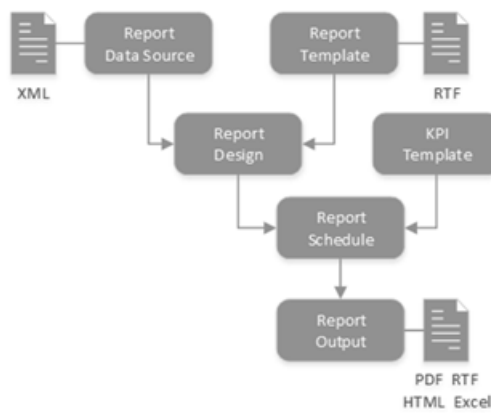 Report
Data Source
Report
Template
XML
RTF
Report
Design
KPI
Template
Report
Schedule
Report
Output
PDF RTF
HTML Excel